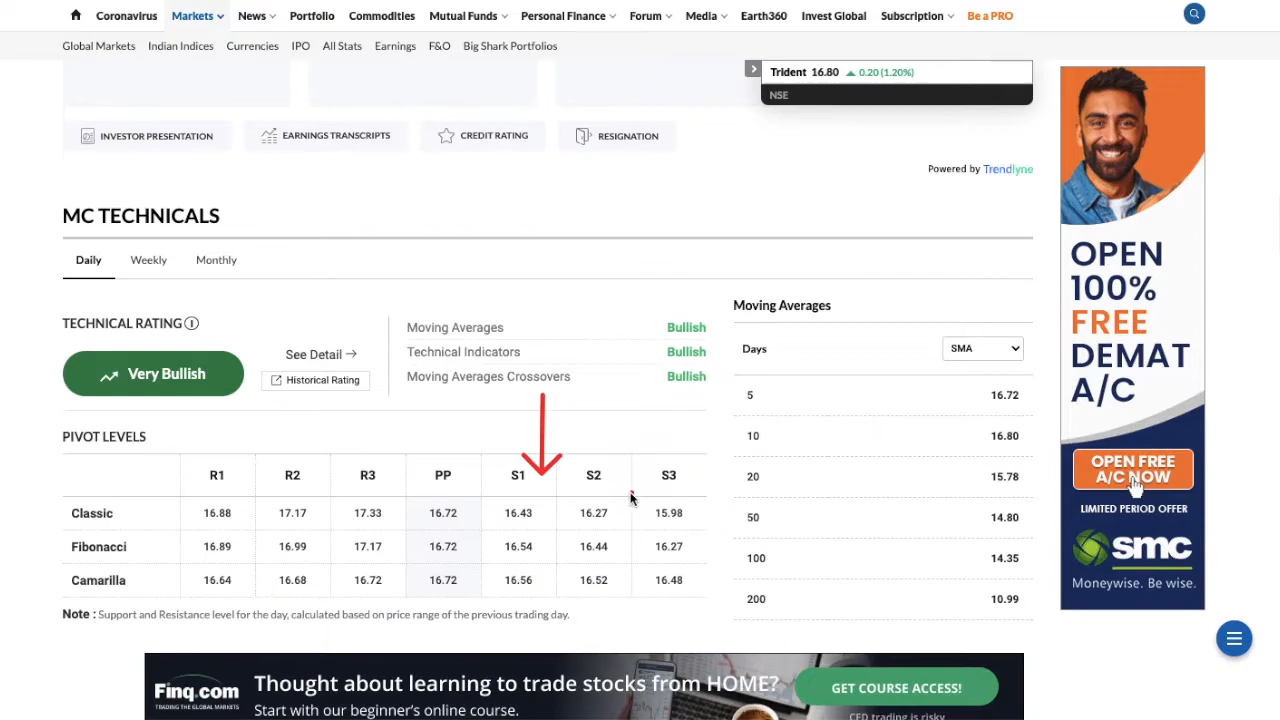 Coronavirus Markets News Portfolio Commodities Mutual Funds Personal Finance Forum Media Earth360 Invest Global Subscription Be a PRO
Global Markets Indian Indices Currencies IPO All Stats Earnings F&O Big Shark Portfolios
Trident 16.80 0.20 (1.20%)
NSE
INVESTOR PRESENTATION EARNINGS TRANSCRIPTS CREDIT RATING RESIGNATION
Powered by Trendlyne
MC TECHNICALS
Daily Weekly Monthly
TECHNICAL RATING
Very Bullish
See Detail →
Historical Rating
Moving Averages Bullish
Technical Indicators Bullish
Moving Averages Crossovers Bullish
PIVOT LEVELS
R1 R2 R3 PP S1 S2 S3
Classic 16.88 17.17 17.33 16.72 16.43 16.27 15.98
Fibonacci 16.89 16.99 17.17 16.72 16.54 16.44 16.27
Camarilla 16.64 16.68 16.72 16.72 16.56 16.52 16.48
Note : Support and Resistance level for the day, calculated based on price range of the previous trading day.
Moving Averages
Days SMA
5 16.72
10 16.80
20 15.78
50 14.80
100 14.35
200 10.99
OPEN
100%
FREE
DEMAT
A/C
OPEN FREE
A/C NOW
LIMITED PERIOD OFFER
smc
Moneywise. Be wise.
Finq.com
TRADING THE GLOBAL MARKETS
Thought about learning to trade stocks from HOME?
Start with our beginner's online course.
GET COURSE ACCESS!
CFD trading is risky